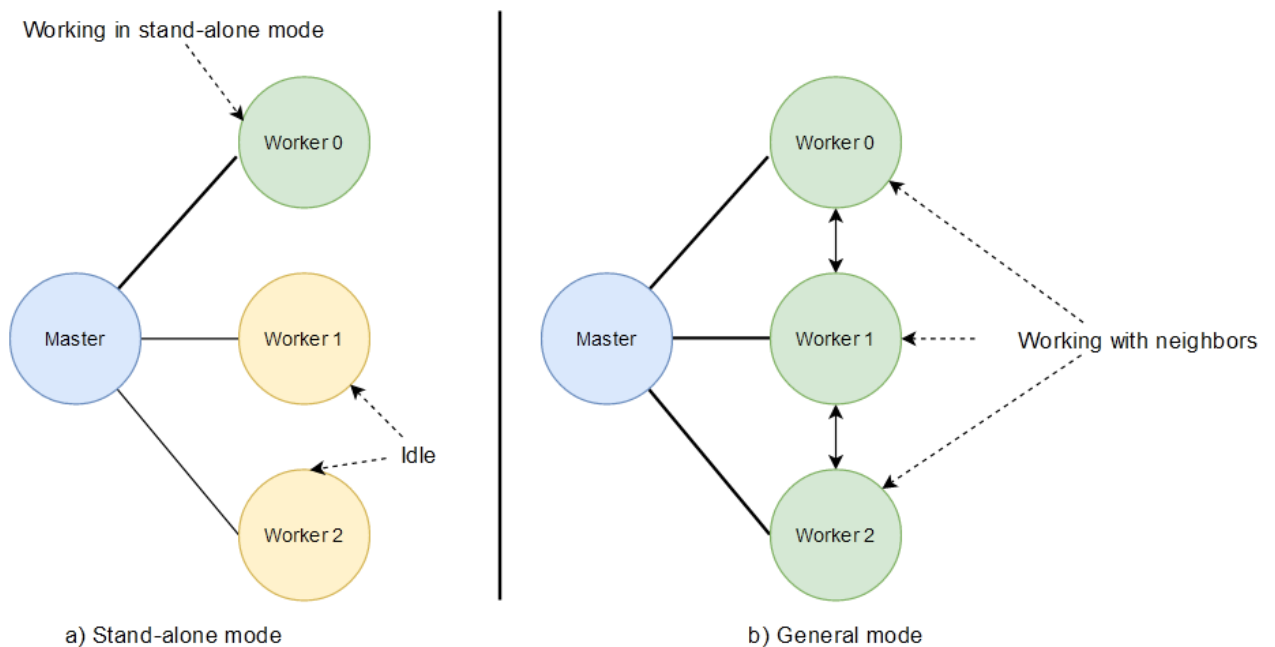 Working in stand-alone mode
Worker 0
Master
Worker 1
Idle
Worker 2
a) Stand-alone mode
Worker 0
Master
Worker 1
Working with neighbors
Worker 2
b) General mode